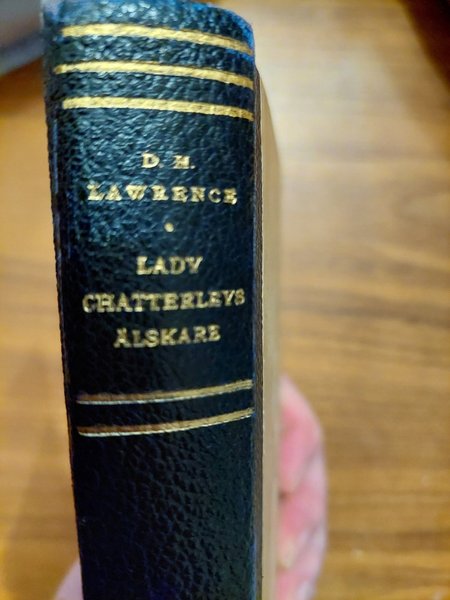 D. H.
LAWRENCE
•
LADY
CHATTERLEYS
ÄLSKARE